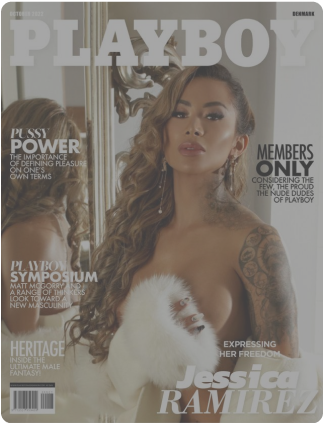 DENMARK
PLAYBOY
PUSSY
POWER
THE IMPORTANCE
OF DEFINING PLEASURE
ON ONE'S
OWN TERMS
MEMBERS
ONLY
CONSIDERING THE
FEW, THE PROUD
THE NUDE DUDES
OF PLAYBOY
PLAYBOY
SYMPOSIUM
MATT MCGORRY AND
A RANGE OF THINKERS
LOOK TOWARD A
NEW MASCULINITY
HERITAGE
INSIDE THE
ULTIMATE MALE
FANTASY!
EXPRESSING
HER FREEDOM
Jessica
RAMIREZ